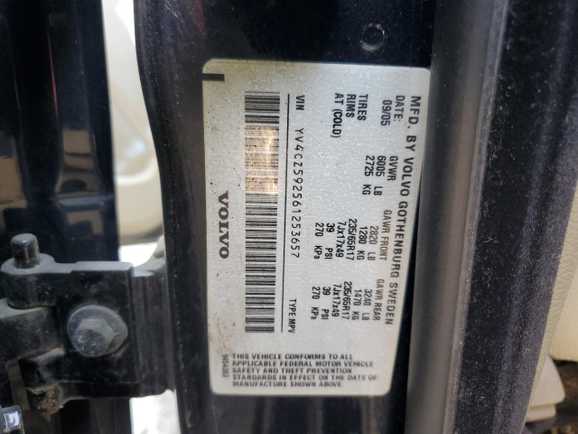 MFD. BY VOLVO GOTHENBURG SWEDEN
DATE: GVWR GAWR FRONT GAWR REAR
09/05 6005 LB 2820 LB 3240 LB
2725 KG 1280 KG 1470 KG
TIRES 235/65R17 235/65R17
RIMS 7Jx17x49 7Jx17x49
AT (COLD) 39 PSI 39 PSI
270 KPa 270 KPa
VIN YV4CZ592561253657 TYPE:MPV
VOLVO
THIS VEHICLE CONFORMS TO ALL
APPLICABLE FEDERAL MOTOR VEHICLE
SAFETY AND THEFT PREVENTION
STANDARDS IN EFFECT ON DATE OF
MANUFACTURE SHOWN ABOVE.